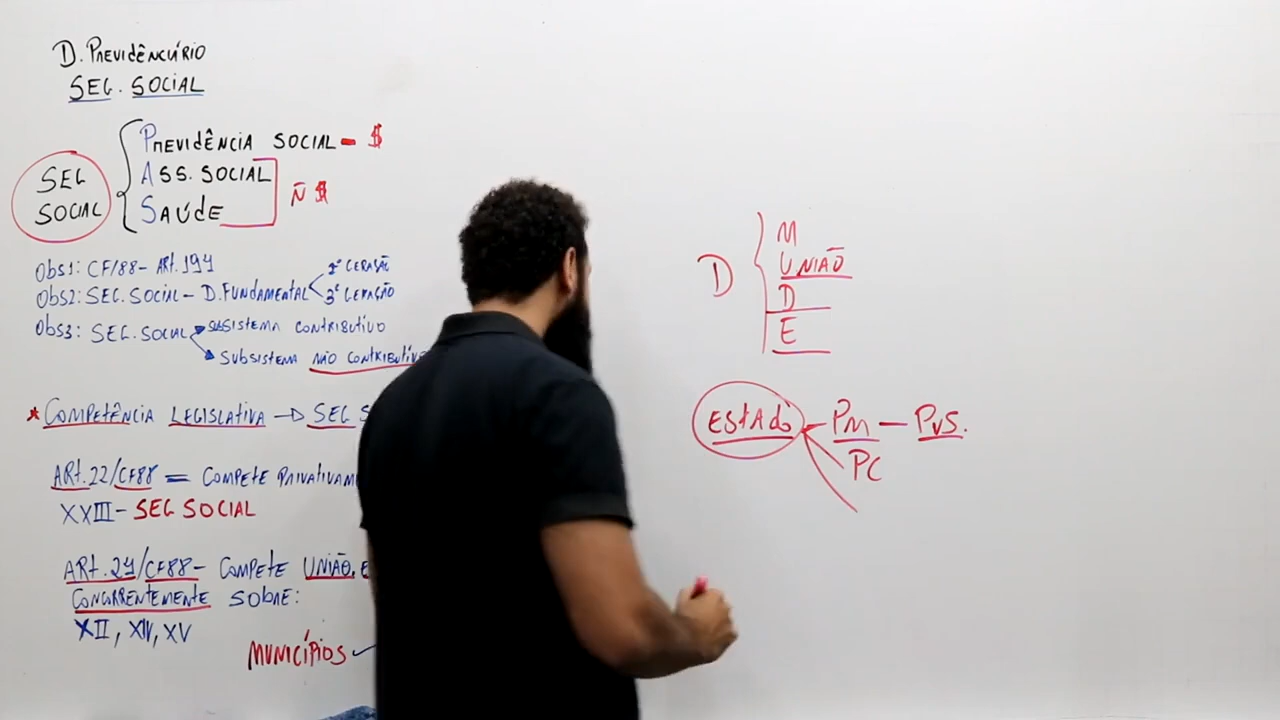 D. PREVIDÊNCIÁRIO
SEG. SOCIAL
SEG SOCIAL
PREVIDÊNCIA SOCIAL - $
ASS. SOCIAL
SAÚDE
Ñ $
Obs1: CF/88 - ART. 194
Obs2: SEG. SOCIAL - D. FUNDAMENTAL
2ª GERAÇÃO
3ª GERAÇÃO
Obs3: SEG. SOCIAL
SUBSISTEMA CONTRIBUTIVO
SUBSISTEMA NÃO CONTRIBUTIV
* COMPETÊNCIA LEGISLATIVA → SEG S
ART. 22/CF88 = COMPETE PRIVATIVAM
XXIII - SEG SOCIAL
ART. 24/CF88 - COMPETE UNIÃO, E
CONCORRENTEMENTE SOBRE:
XII, XIV, XV
MUNICÍPIOS
D
M
UNIÃO
D
E
ESTADO
PM - PVS.
PC